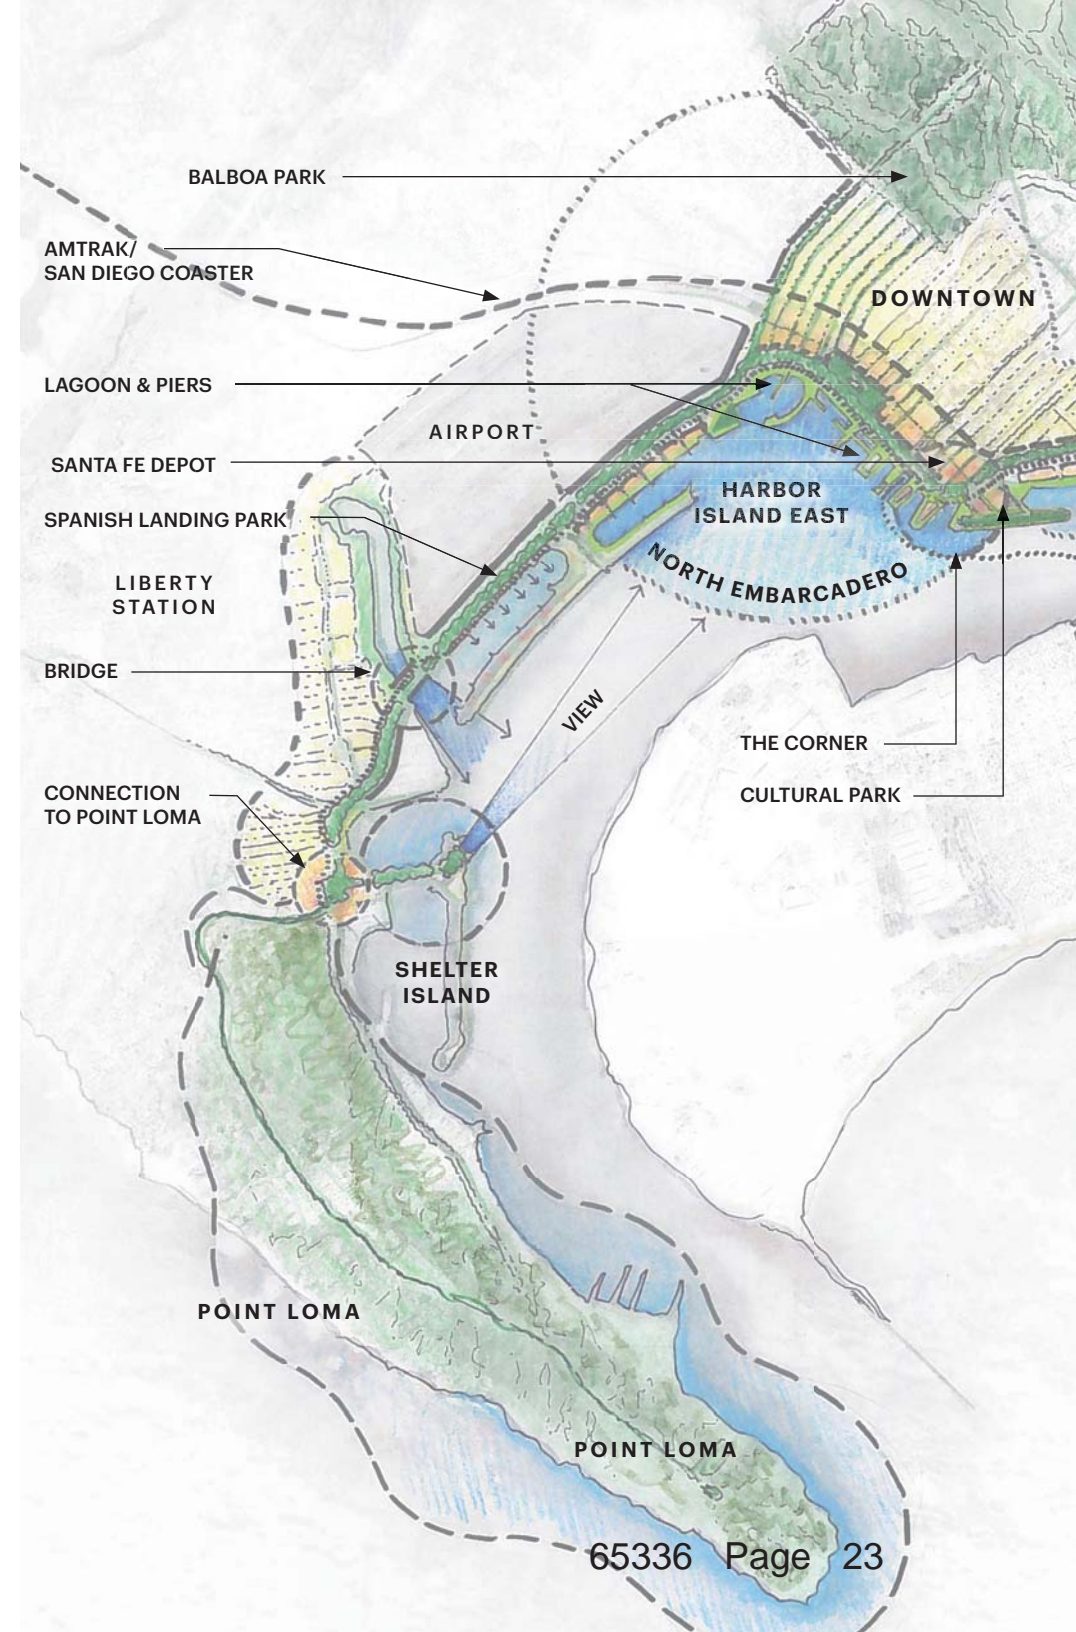 BALBOA PARK
AMTRAK/
SAN DIEGO COASTER
DOWNTOWN
LAGOON & PIERS
AIRPORT
SANTA FE DEPOT
HARBOR
ISLAND EAST
SPANISH LANDING PARK
NORTH EMBARCADERO
LIBERTY
STATION
BRIDGE
VIEW
THE CORNER
CONNECTION
TO POINT LOMA
CULTURAL PARK
SHELTER
ISLAND
POINT LOMA
POINT LOMA
65336 Page 23